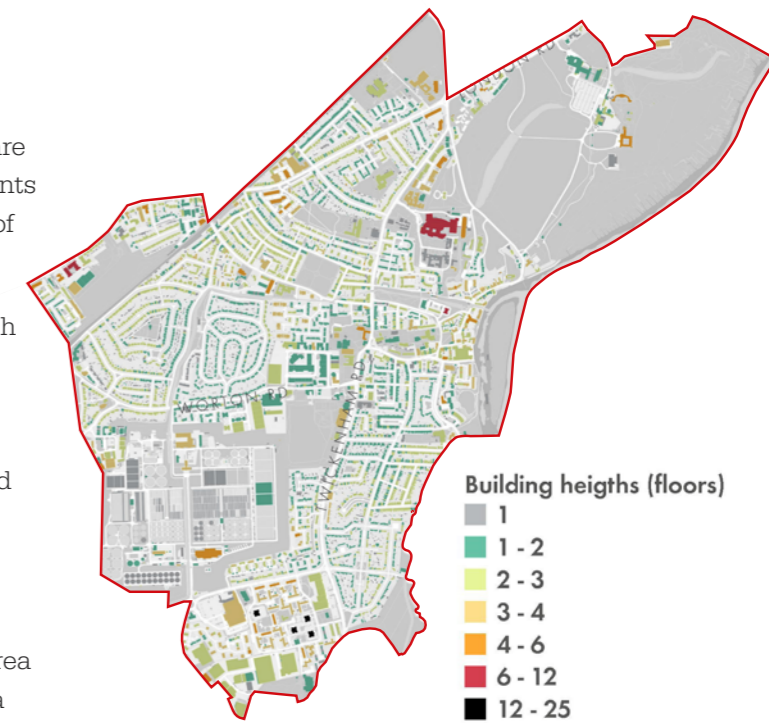 re
nts
of
h
d
rea
a
WORTON RD
TWICKENHAM RD
Building heigths (floors)
1
1 - 2
2 - 3
3 - 4
4 - 6
6 - 12
12 - 25